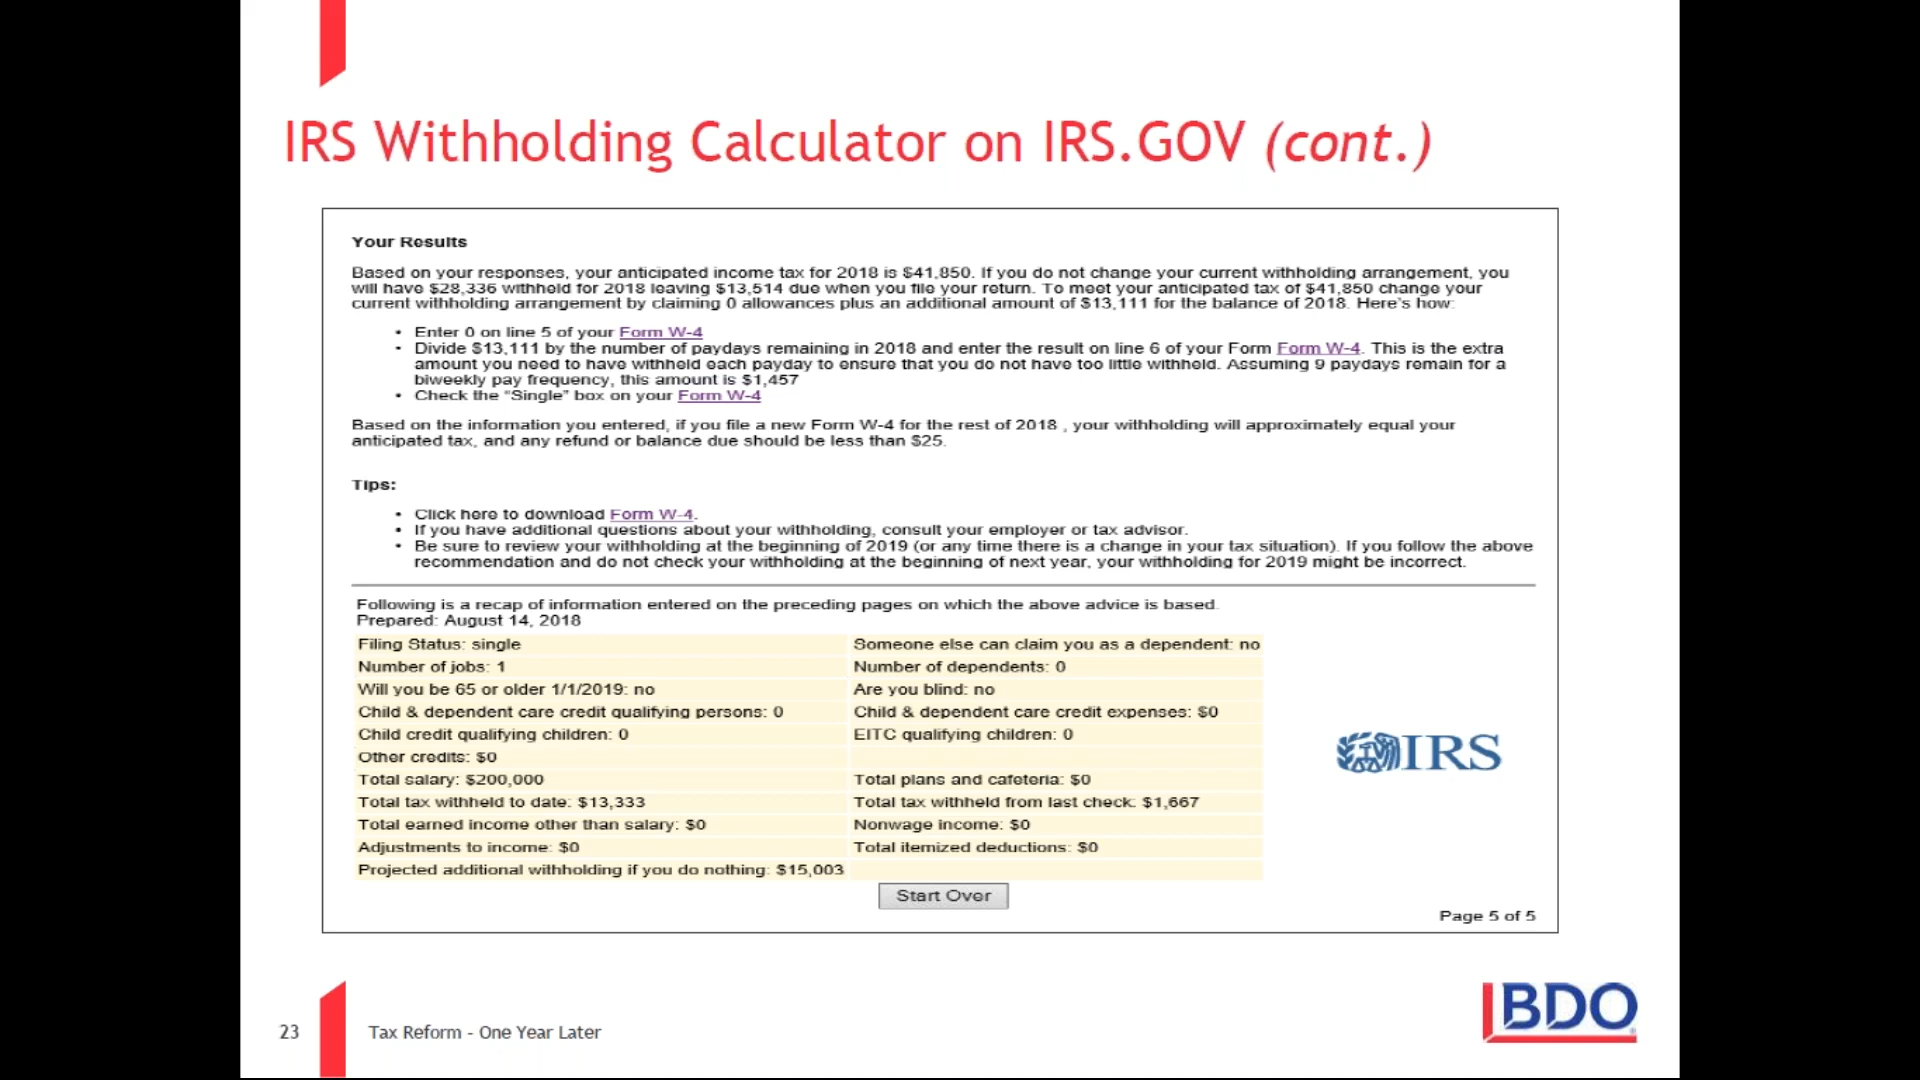 IRS Withholding Calculator on IRS.GOV (cont.)
Your Results
Based on your responses, your anticipated income tax for 2018 is $41,850. If you do not change your current withholding arrangement, you
will have $28,336 withheld for 2018 leaving $13,514 due when you file your return. To meet your anticipated tax of $41,850 change your
current withholding arrangement by claiming 0 allowances plus an additional amount of $13,111 for the balance of 2018. Here's how:
• Enter 0 on line 5 of your Form W-4
• Divide $13,111 by the number of paydays remaining in 2018 and enter the result on line 6 of your Form Form W-4. This is the extra
amount you need to have withheld each payday to ensure that you do not have too little withheld. Assuming 9 paydays remain for a
biweekly pay frequency, this amount is $1,457
• Check the "Single" box on your Form W-4
Based on the information you entered, if you file a new Form W-4 for the rest of 2018 , your withholding will approximately equal your
anticipated tax, and any refund or balance due should be less than $25.
Tips:
• Click here to download Form W-4.
• If you have additional questions about your withholding, consult your employer or tax advisor.
• Be sure to review your withholding at the beginning of 2019 (or any time there is a change in your tax situation). If you follow the above
recommendation and do not check your withholding at the beginning of next year, your withholding for 2019 might be incorrect.
Following is a recap of information entered on the preceding pages on which the above advice is based.
Prepared: August 14, 2018
Filing Status: single
Someone else can claim you as a dependent: no
Number of jobs: 1
Number of dependents: 0
Will you be 65 or older 1/1/2019: no
Are you blind: no
Child & dependent care credit qualifying persons: 0
Child & dependent care credit expenses: $0
Child credit qualifying children: 0
EITC qualifying children: 0
Other credits: $0
Total salary: $200,000
Total plans and cafeteria: $0
Total tax withheld to date: $13,333
Total tax withheld from last check: $1,667
Total earned income other than salary: $0
Nonwage income: $0
Adjustments to income: $0
Total itemized deductions: $0
Projected additional withholding if you do nothing: $15,003
IRS
Start Over
Page 5 of 5
23
Tax Reform - One Year Later
BDO